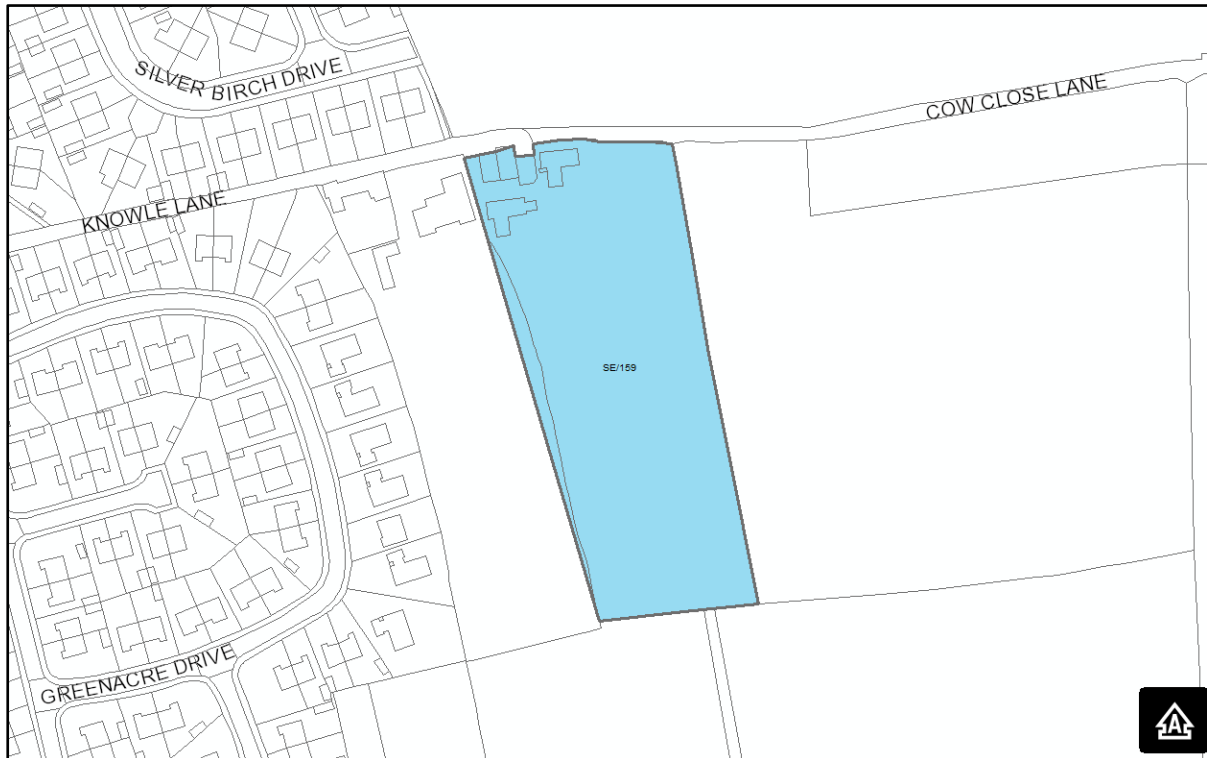 SILVER BIRCH DRIVE
COW CLOSE LANE
KNOWLE LANE
SE/159
GREENACRE DRIVE
A